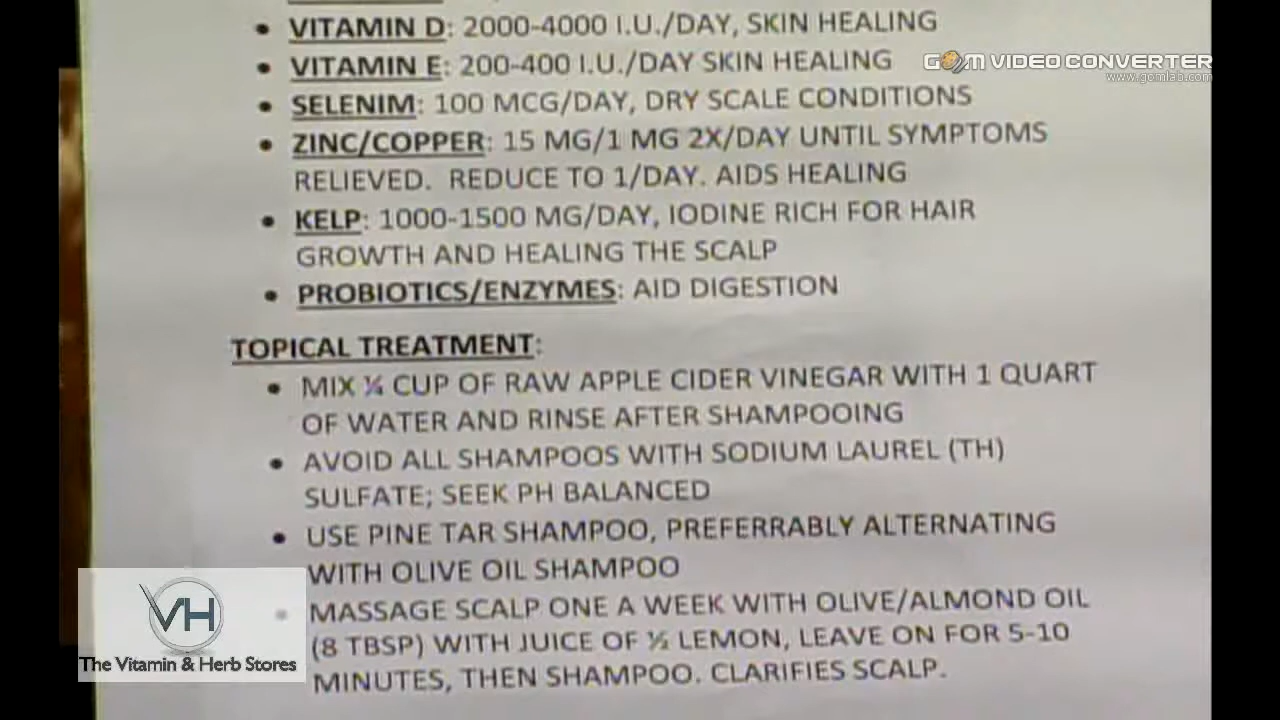 • VITAMIN D: 2000-4000 I.U./DAY, SKIN HEALING
• VITAMIN E: 200-400 I.U./DAY SKIN HEALING
GOM VIDEO CONVERTER
www.gomlab.com
• SELENIM: 100 MCG/DAY, DRY SCALE CONDITIONS
• ZINC/COPPER: 15 MG/1 MG 2X/DAY UNTIL SYMPTOMS
RELIEVED. REDUCE TO 1/DAY. AIDS HEALING
• KELP: 1000-1500 MG/DAY, IODINE RICH FOR HAIR
GROWTH AND HEALING THE SCALP
• PROBIOTICS/ENZYMES: AID DIGESTION
TOPICAL TREATMENT:
• MIX ¼ CUP OF RAW APPLE CIDER VINEGAR WITH 1 QUART
OF WATER AND RINSE AFTER SHAMPOOING
• AVOID ALL SHAMPOOS WITH SODIUM LAUREL (TH)
SULFATE; SEEK PH BALANCED
• USE PINE TAR SHAMPOO, PREFERRABLY ALTERNATING
WITH OLIVE OIL SHAMPOO
• MASSAGE SCALP ONE A WEEK WITH OLIVE/ALMOND OIL
(8 TBSP) WITH JUICE OF ½ LEMON, LEAVE ON FOR 5-10
MINUTES, THEN SHAMPOO. CLARIFIES SCALP.
VH
The Vitamin & Herb Stores